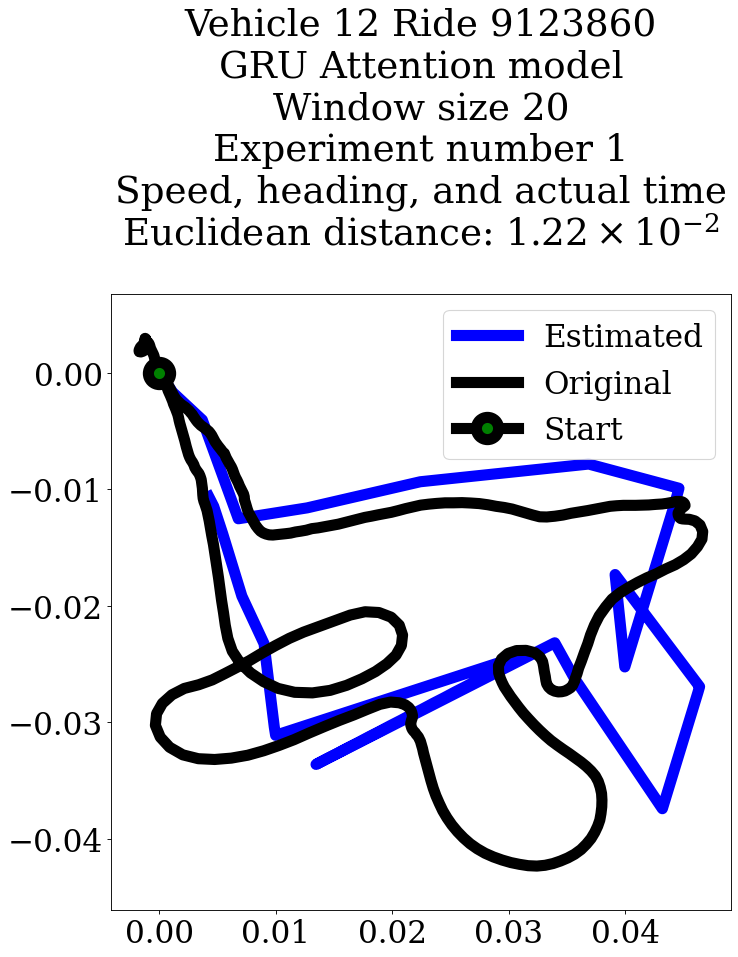 Vehicle 12 Ride 9123860
GRU Attention model
Window size 20
Experiment number 1
Speed, heading, and actual time
Euclidean distance: 1.22 × 10⁻²
Estimated
Original
Start
0.00
−0.01
−0.02
−0.03
−0.04
0.00 0.01 0.02 0.03 0.04